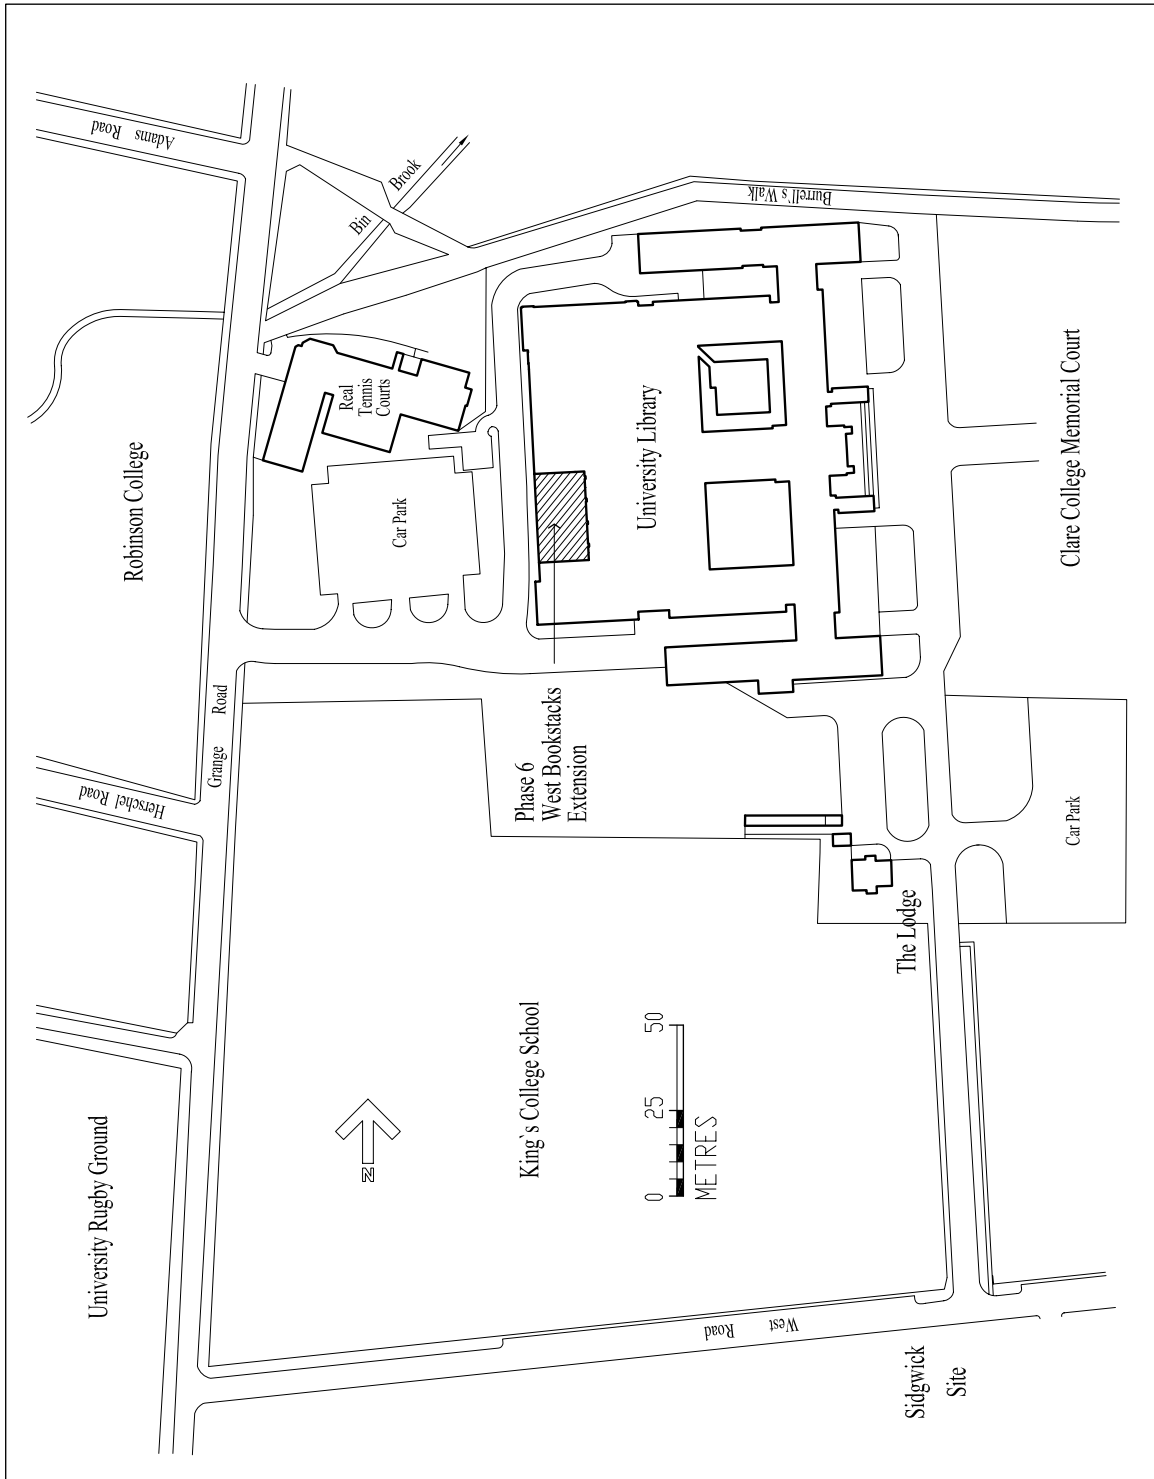 Adams Road
Bin Brook
Burrell`s Walk
Robinson College
Real
Tennis
Courts
Car Park
University Library
Clare College Memorial Court
Grange Road
Herschel Road
Phase 6
West Bookstacks
Extension
Car Park
The Lodge
King`s College School
University Rugby Ground
N
0 25 50
METRES
West Road
Sidgwick
Site